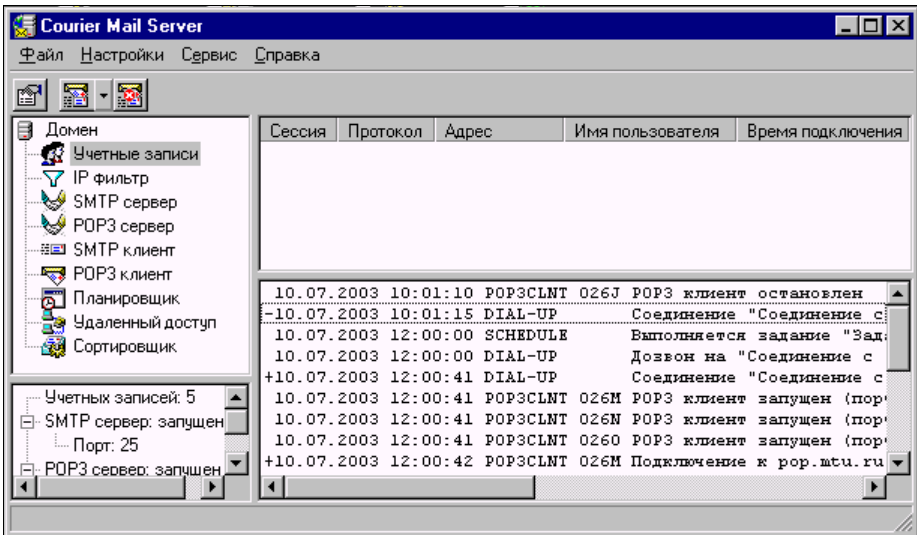 Courier Mail Server
Файл Настройки Сервис Справка
Домен
Учетные записи
IP фильтр
SMTP сервер
POP3 сервер
SMTP клиент
POP3 клиент
Планировщик
Удаленный доступ
Сортировщик
Учетных записей: 5
SMTP сервер: запущен
Порт: 25
POP3 сервер: запущен
Сессия Протокол Адрес Имя пользователя Время подключения
10.07.2003 10:01:10 POP3CLNT 026J POP3 клиент остановлен
-10.07.2003 10:01:15 DIAL-UP Соединение "Соединение с
10.07.2003 12:00:00 SCHEDULE Выполняется задание "Зада
10.07.2003 12:00:00 DIAL-UP Дозвон на "Соединение с
+10.07.2003 12:00:41 DIAL-UP Соединение "Соединение с
10.07.2003 12:00:41 POP3CLNT 026M POP3 клиент запущен (пор
10.07.2003 12:00:41 POP3CLNT 026N POP3 клиент запущен (пор
10.07.2003 12:00:41 POP3CLNT 026O POP3 клиент запущен (пор
+10.07.2003 12:00:42 POP3CLNT 026M Подключение к pop.mtu.ru